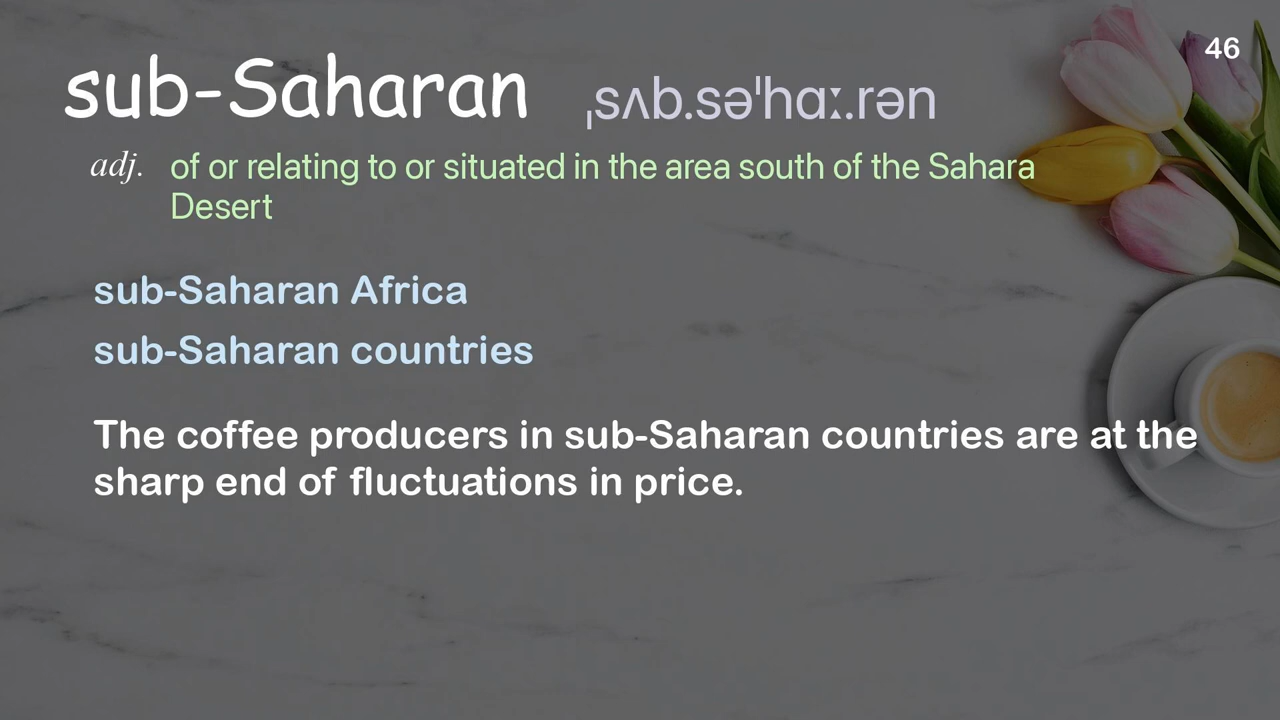 46
sub-Saharan ˌsʌb.səˈhɑː.rən
adj. of or relating to or situated in the area south of the Sahara
Desert
sub-Saharan Africa
sub-Saharan countries
The coffee producers in sub-Saharan countries are at the
sharp end of fluctuations in price.